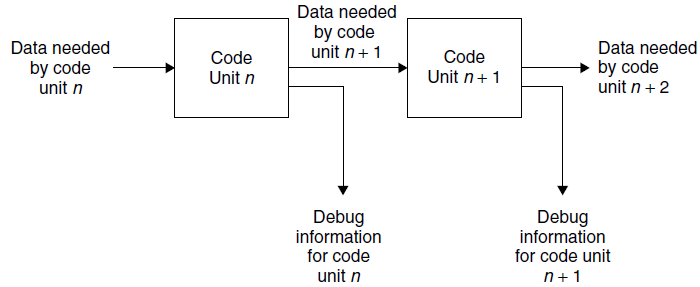 Data needed
by code
unit n
Code
Unit n
Data needed
by code
unit n + 1
Code
Unit n + 1
Data needed
by code
unit n + 2
Debug
information
for code
unit n
Debug
information
for code unit
n + 1